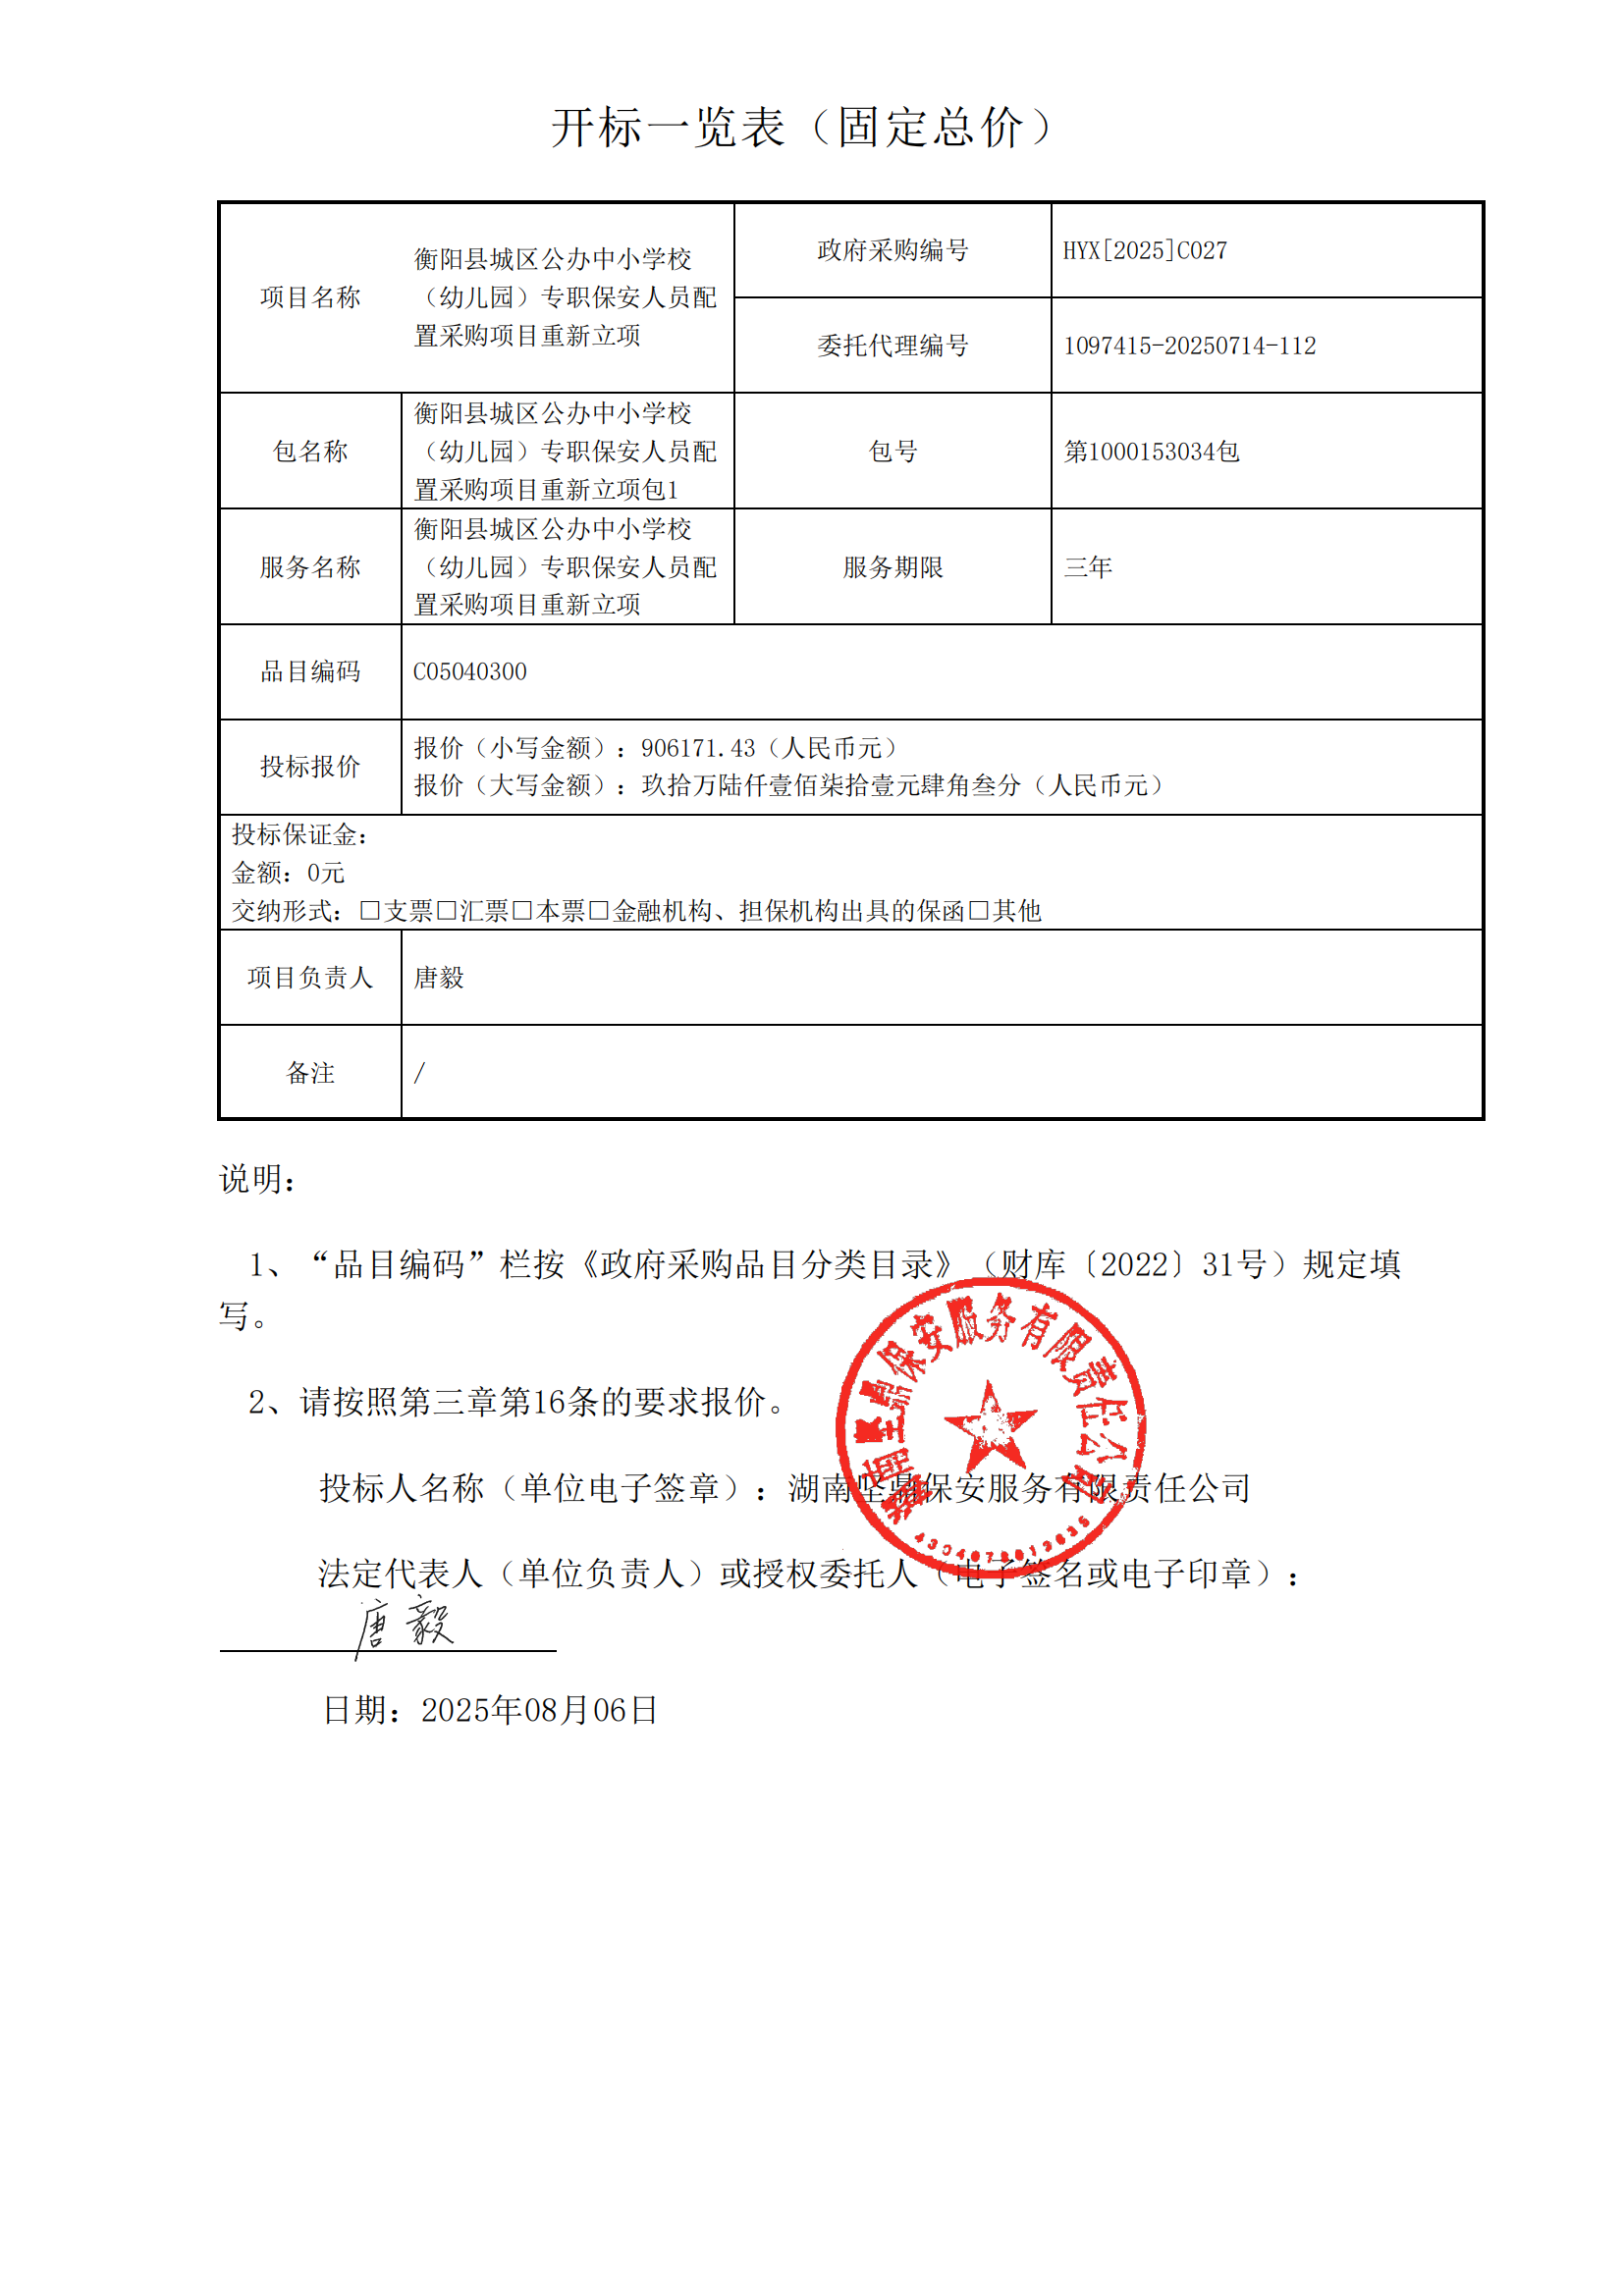 开标一览表（固定总价）
项目名称
衡阳县城区公办中小学校
（幼儿园）专职保安人员配
置采购项目重新立项
政府采购编号
HYX[2025]C027
委托代理编号
1097415-20250714-112
包名称
衡阳县城区公办中小学校
（幼儿园）专职保安人员配
置采购项目重新立项包1
包号
第1000153034包
服务名称
衡阳县城区公办中小学校
（幼儿园）专职保安人员配
置采购项目重新立项
服务期限
三年
品目编码
C05040300
投标报价
报价（小写金额）：906171.43（人民币元）
报价（大写金额）：玖拾万陆仟壹佰柒拾壹元肆角叁分（人民币元）
投标保证金：
金额：0元
交纳形式：□支票□汇票□本票□金融机构、担保机构出具的保函□其他
项目负责人
唐毅
备注
/
说明：
1、“品目编码”栏按《政府采购品目分类目录》（财库〔2022〕31号）规定填
写。
2、请按照第三章第16条的要求报价。
投标人名称（单位电子签章）：湖南坚鼎保安服务有限责任公司
法定代表人（单位负责人）或授权委托人（电子签名或电子印章）：
唐毅
日期：2025年08月06日
湖南坚鼎保安服务有限责任公司